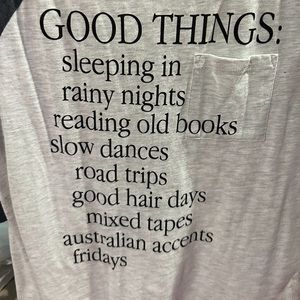 GOOD THINGS:
sleeping in
rainy nights
reading old books
slow dances
road trips
good hair days
mixed tapes
australian accents
fridays